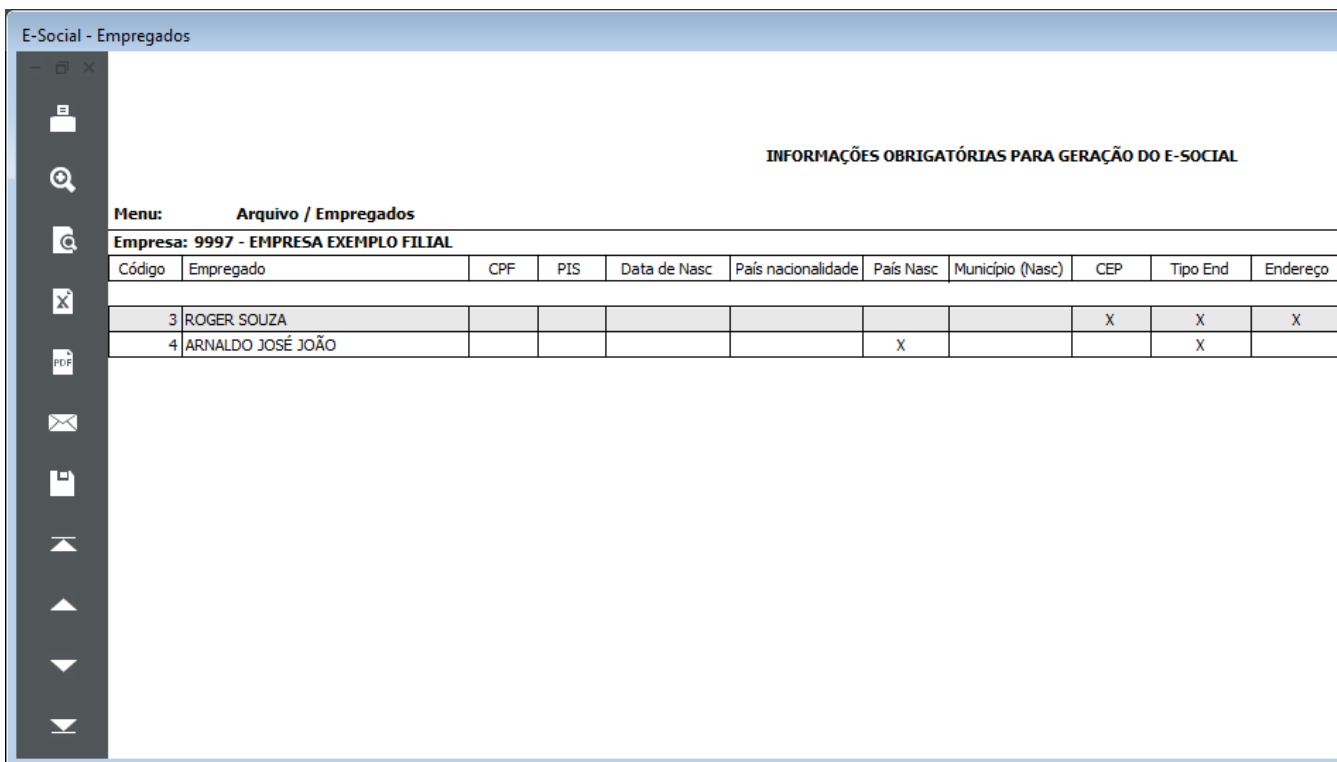 E-Social - Empregados
INFORMAÇÕES OBRIGATÓRIAS PARA GERAÇÃO DO E-SOCIAL
Menu: Arquivo / Empregados
Empresa: 9997 - EMPRESA EXEMPLO FILIAL
Código Empregado CPF PIS Data de Nasc País nacionalidade País Nasc Município (Nasc) CEP Tipo End Endereço
3 ROGER SOUZA X X X
4 ARNALDO JOSÉ JOÃO X X
PDF